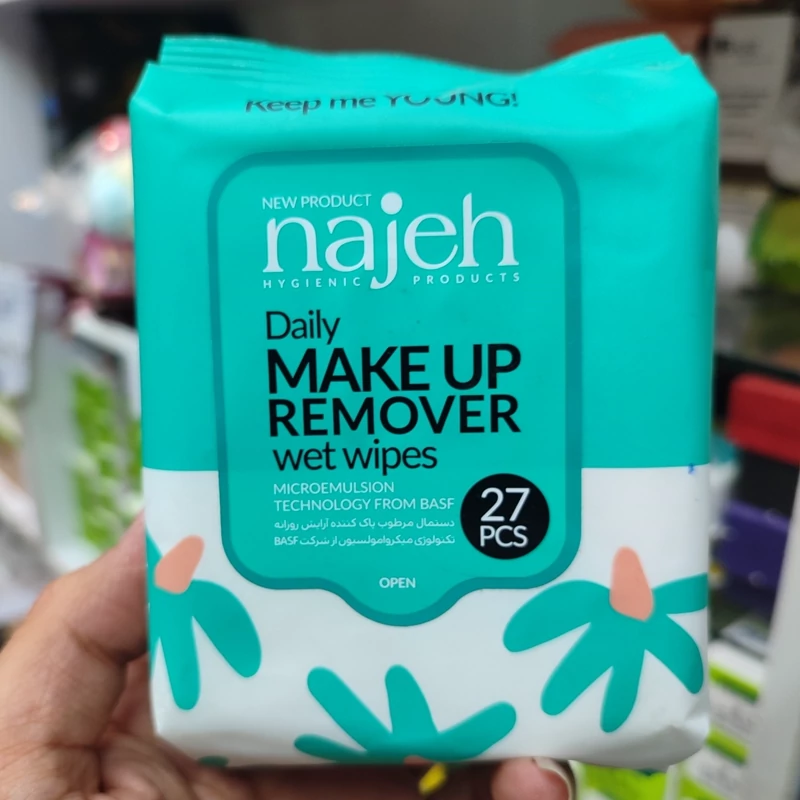 Keep me YOUNG!
NEW PRODUCT
najeh
HYGIENIC PRODUCTS
Daily
MAKE UP
REMOVER
wet wipes
MICROEMULSION
TECHNOLOGY FROM BASF
دستمال مرطوب پاک کننده آرایش روزانه
تکنولوژی میکروامولسیون از شرکت BASF
27
PCS
OPEN